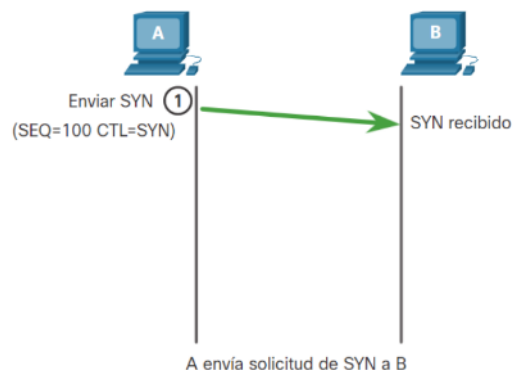 A
B
Enviar SYN 1
(SEQ=100 CTL=SYN)
SYN recibido
A envía solicitud de SYN a B